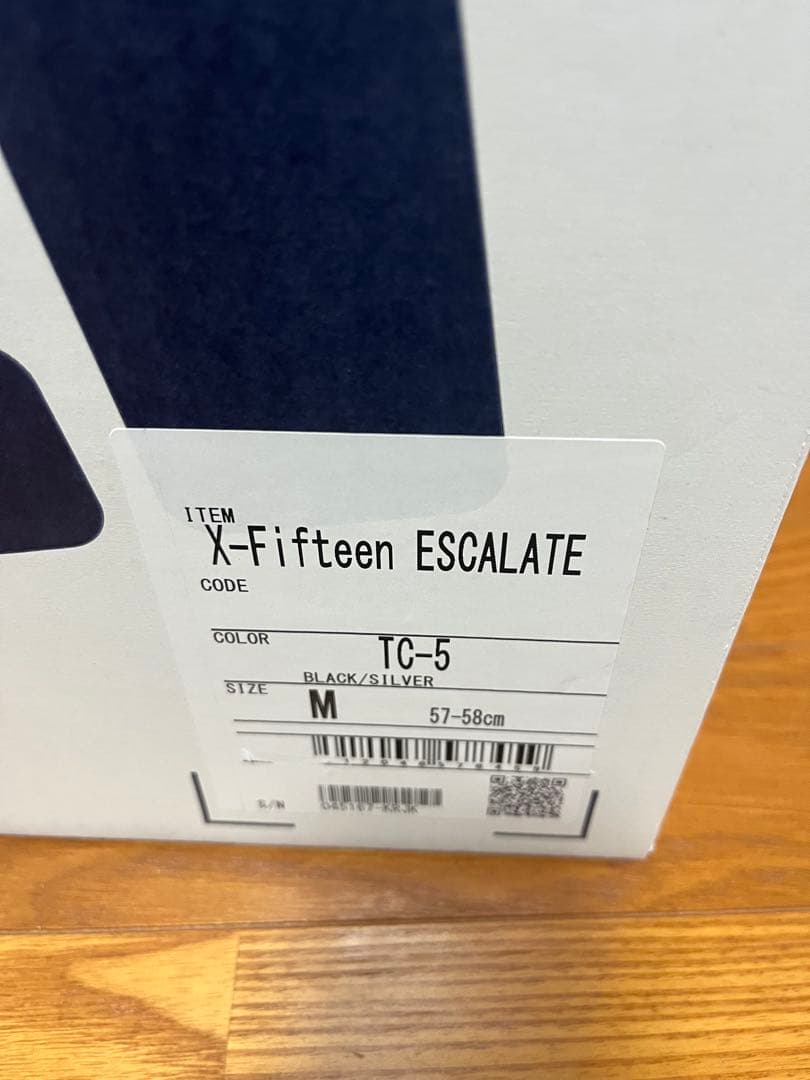 ITEM
X-Fifteen ESCALATE
CODE
COLOR
TC-5
BLACK/SILVER
SIZE
M 57-58cm
S/N